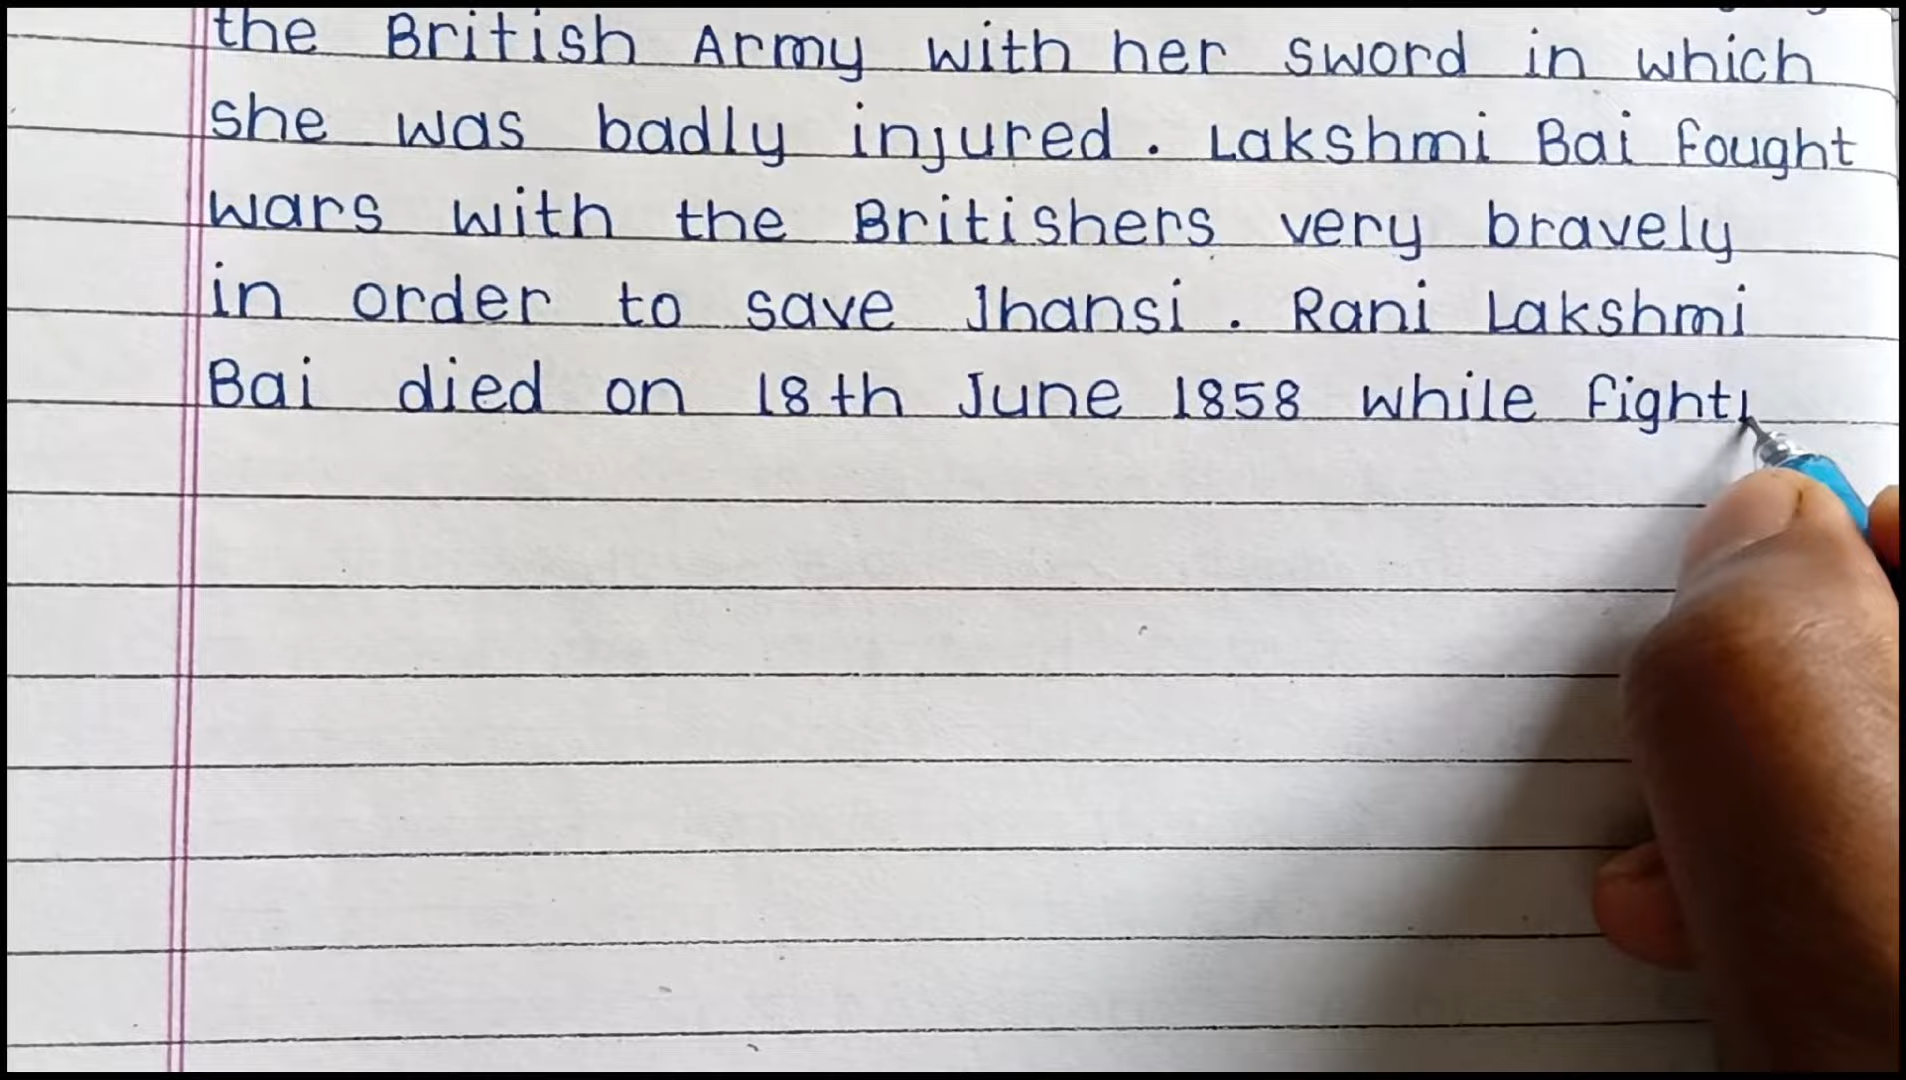 the British Army with her sword in which
she was badly injured. Lakshmi Bai fought
wars with the Britishers very bravely
in order to save Jhansi. Rani Lakshmi
Bai died on 18th June 1858 while fighti